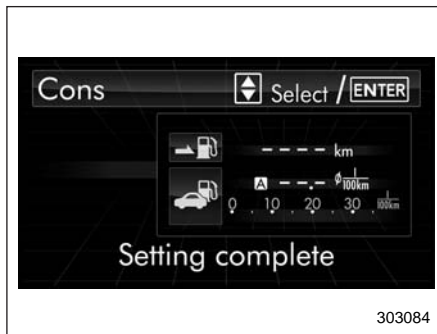 Cons Select / ENTER
---- km
A --.- ϕ l/100km
0 . 10 . 20 . 30 . l/100km
Setting complete
303084